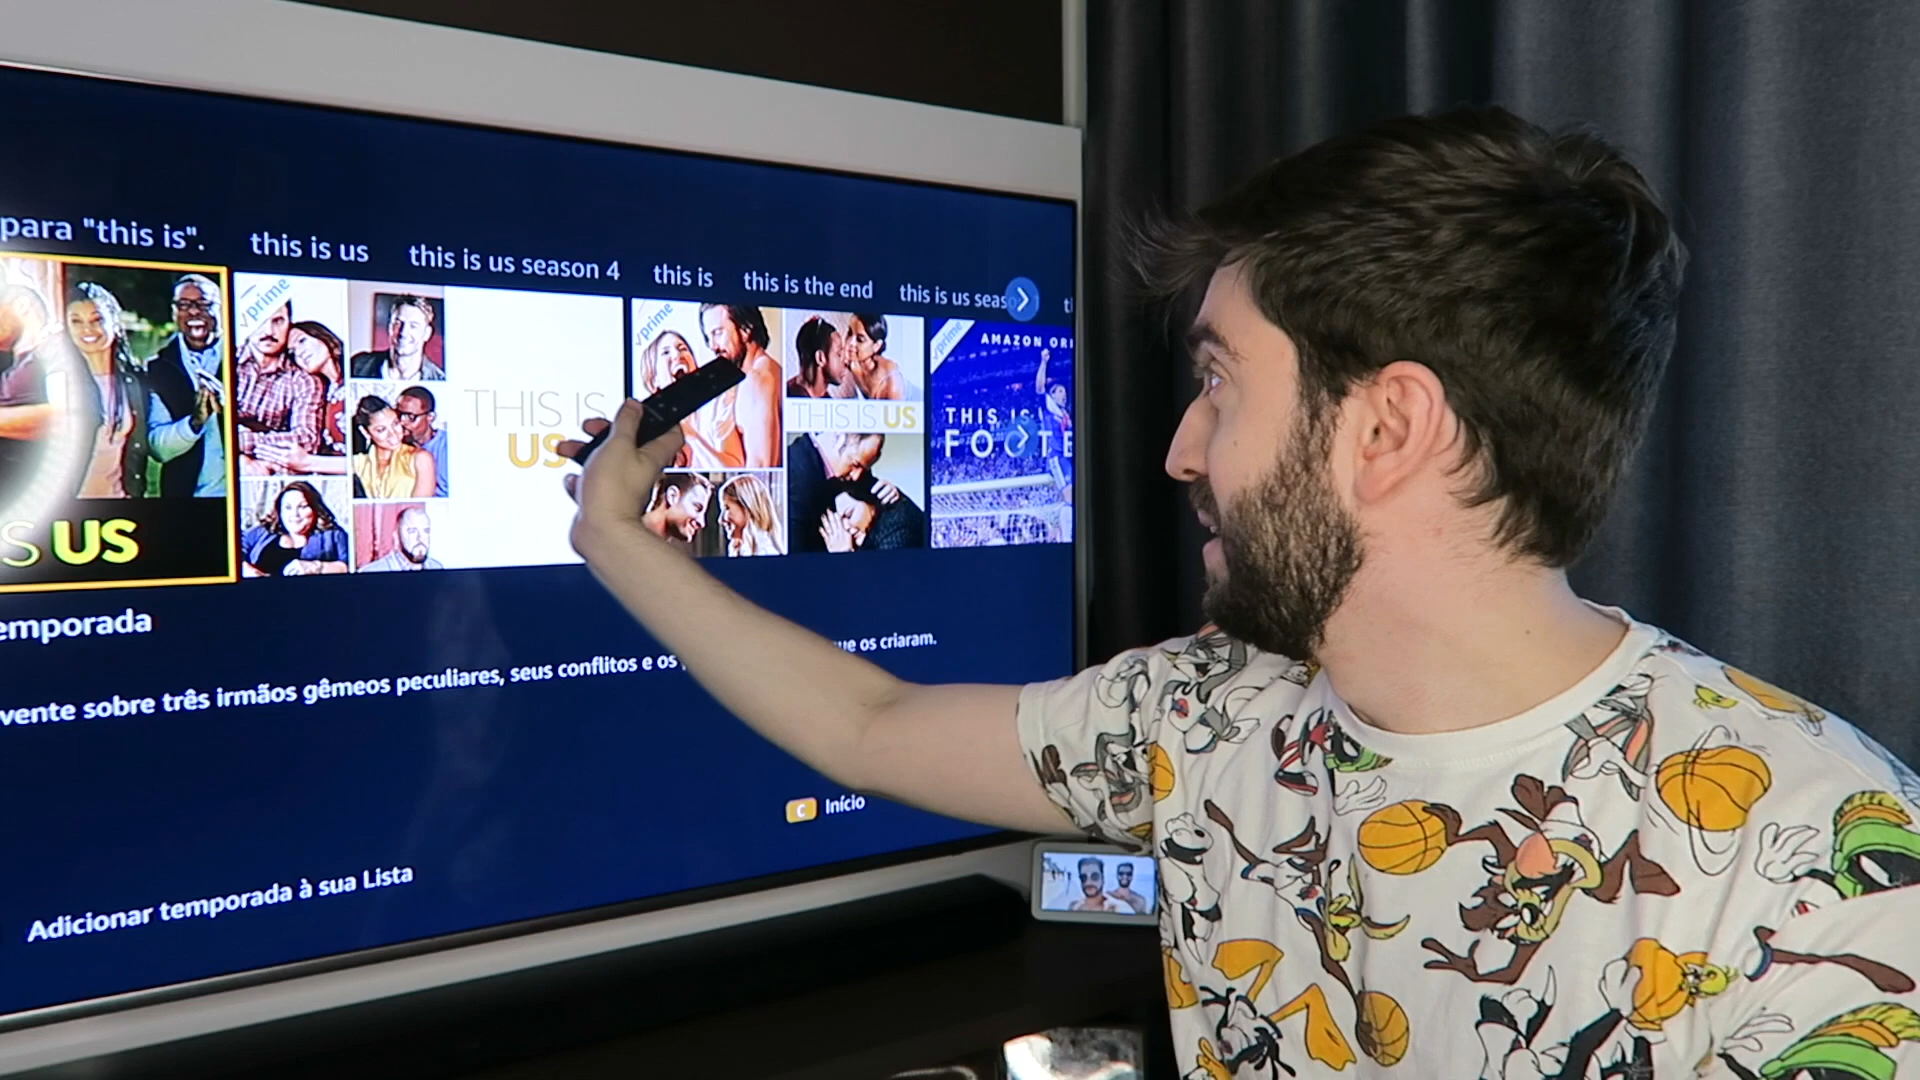 para "this is".
this is us
this is us season 4
this is
this is the end
this is us seas
prime
THIS IS
US
prime
THIS IS US
prime
AMAZON ORI
THIS IS
FOOTB
S US
emporada
vente sobre três irmãos gêmeos peculiares, seus conflitos e os
ue os criaram.
C Início
Adicionar temporada à sua Lista